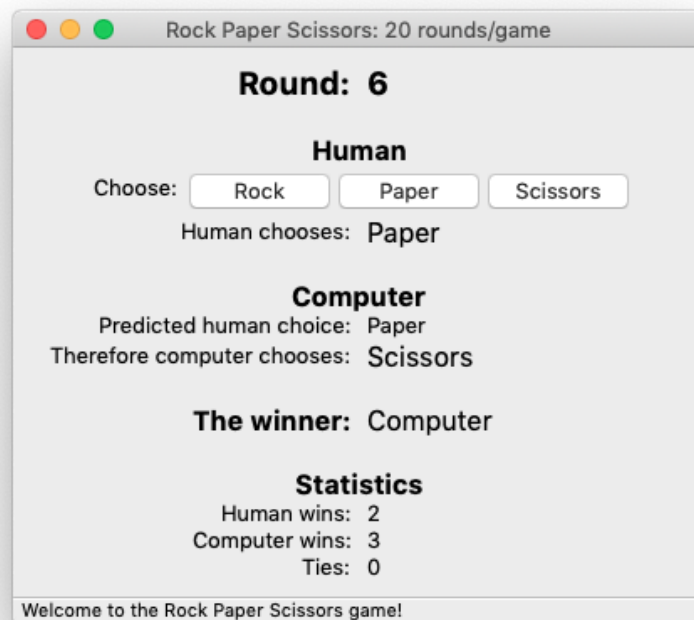 Rock Paper Scissors: 20 rounds/game
Round: 6
Human
Choose: Rock Paper Scissors
Human chooses: Paper
Computer
Predicted human choice: Paper
Therefore computer chooses: Scissors
The winner: Computer
Statistics
Human wins: 2
Computer wins: 3
Ties: 0
Welcome to the Rock Paper Scissors game!